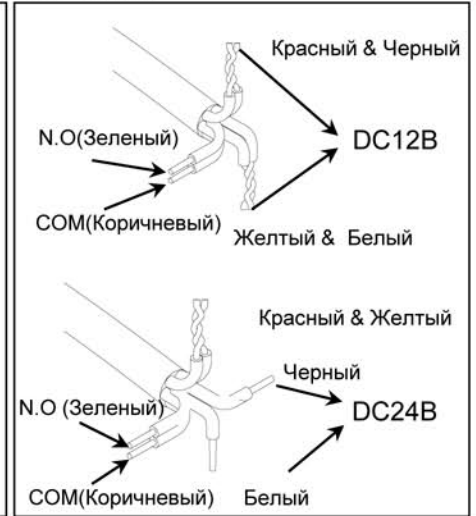 Красный & Черный
N.O(Зеленый)
DC12В
COM(Коричневый)
Желтый & Белый
Красный & Желтый
Черный
N.O (Зеленый)
DC24В
COM(Коричневый)
Белый